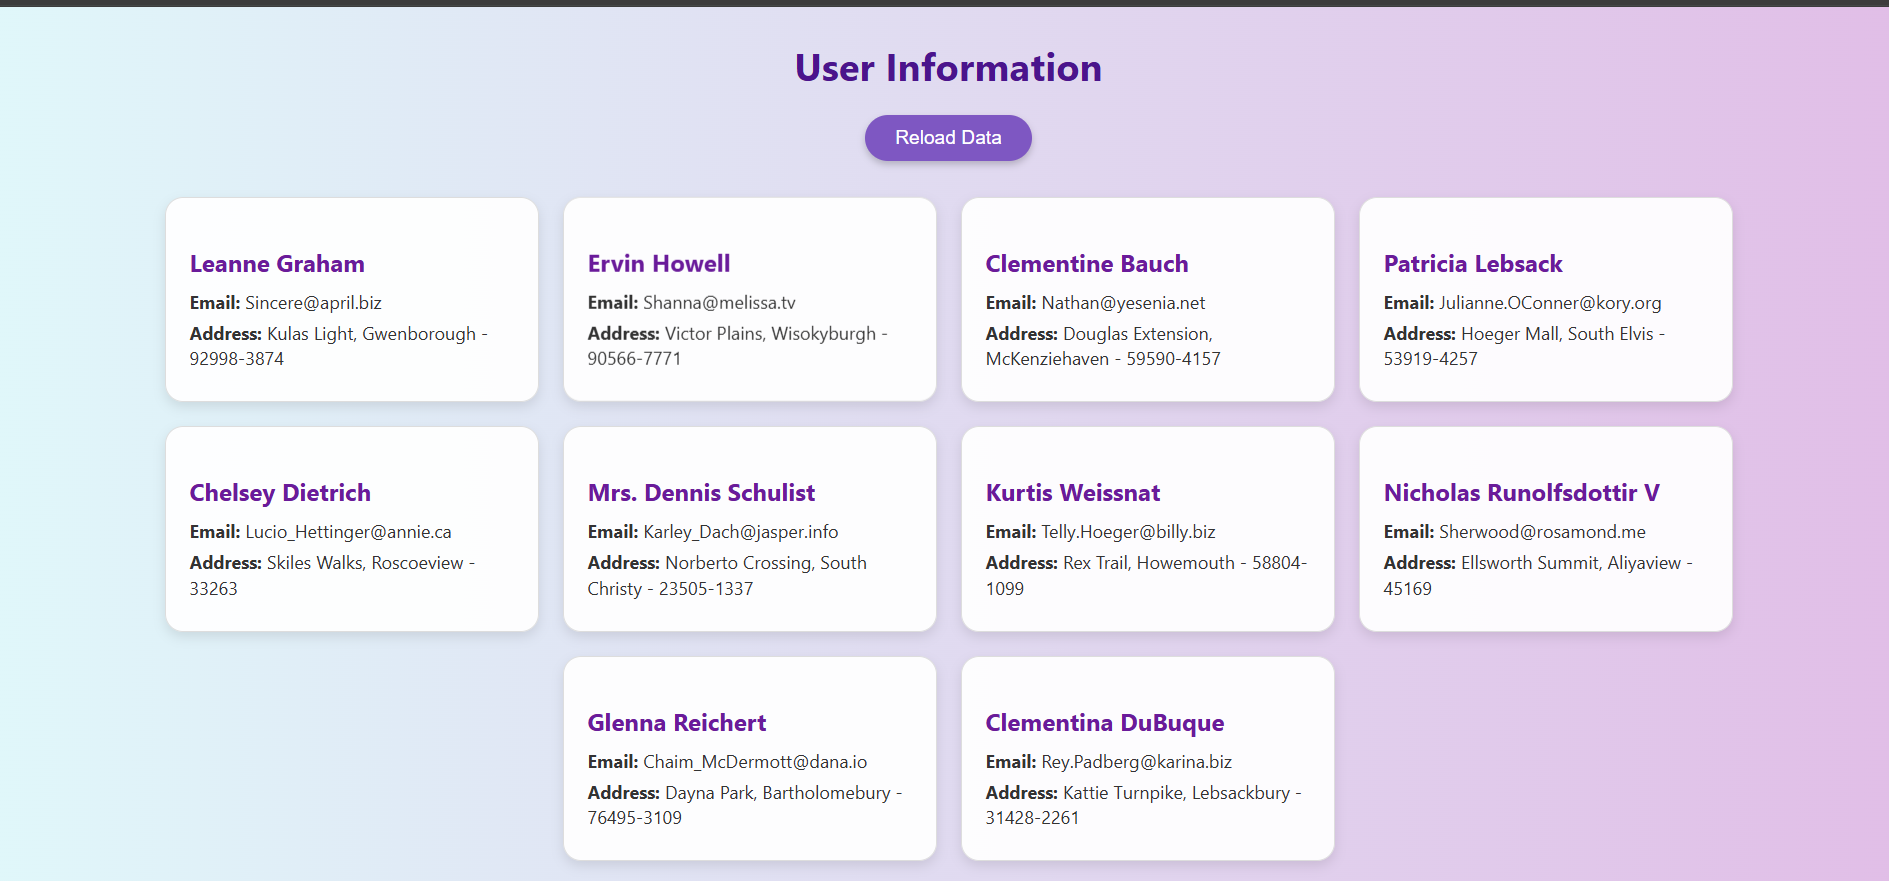 User Information
Reload Data
Leanne Graham
Email: Sincere@april.biz
Address: Kulas Light, Gwenborough -
92998-3874
Ervin Howell
Email: Shanna@melissa.tv
Address: Victor Plains, Wisokyburgh -
90566-7771
Clementine Bauch
Email: Nathan@yesenia.net
Address: Douglas Extension,
McKenziehaven - 59590-4157
Patricia Lebsack
Email: Julianne.OConner@kory.org
Address: Hoeger Mall, South Elvis -
53919-4257
Chelsey Dietrich
Email: Lucio_Hettinger@annie.ca
Address: Skiles Walks, Roscoeview -
33263
Mrs. Dennis Schulist
Email: Karley_Dach@jasper.info
Address: Norberto Crossing, South
Christy - 23505-1337
Kurtis Weissnat
Email: Telly.Hoeger@billy.biz
Address: Rex Trail, Howemouth - 58804-
1099
Nicholas Runolfsdottir V
Email: Sherwood@rosamond.me
Address: Ellsworth Summit, Aliyaview -
45169
Glenna Reichert
Email: Chaim_McDermott@dana.io
Address: Dayna Park, Bartholomebury -
76495-3109
Clementina DuBuque
Email: Rey.Padberg@karina.biz
Address: Kattie Turnpike, Lebsackbury -
31428-2261